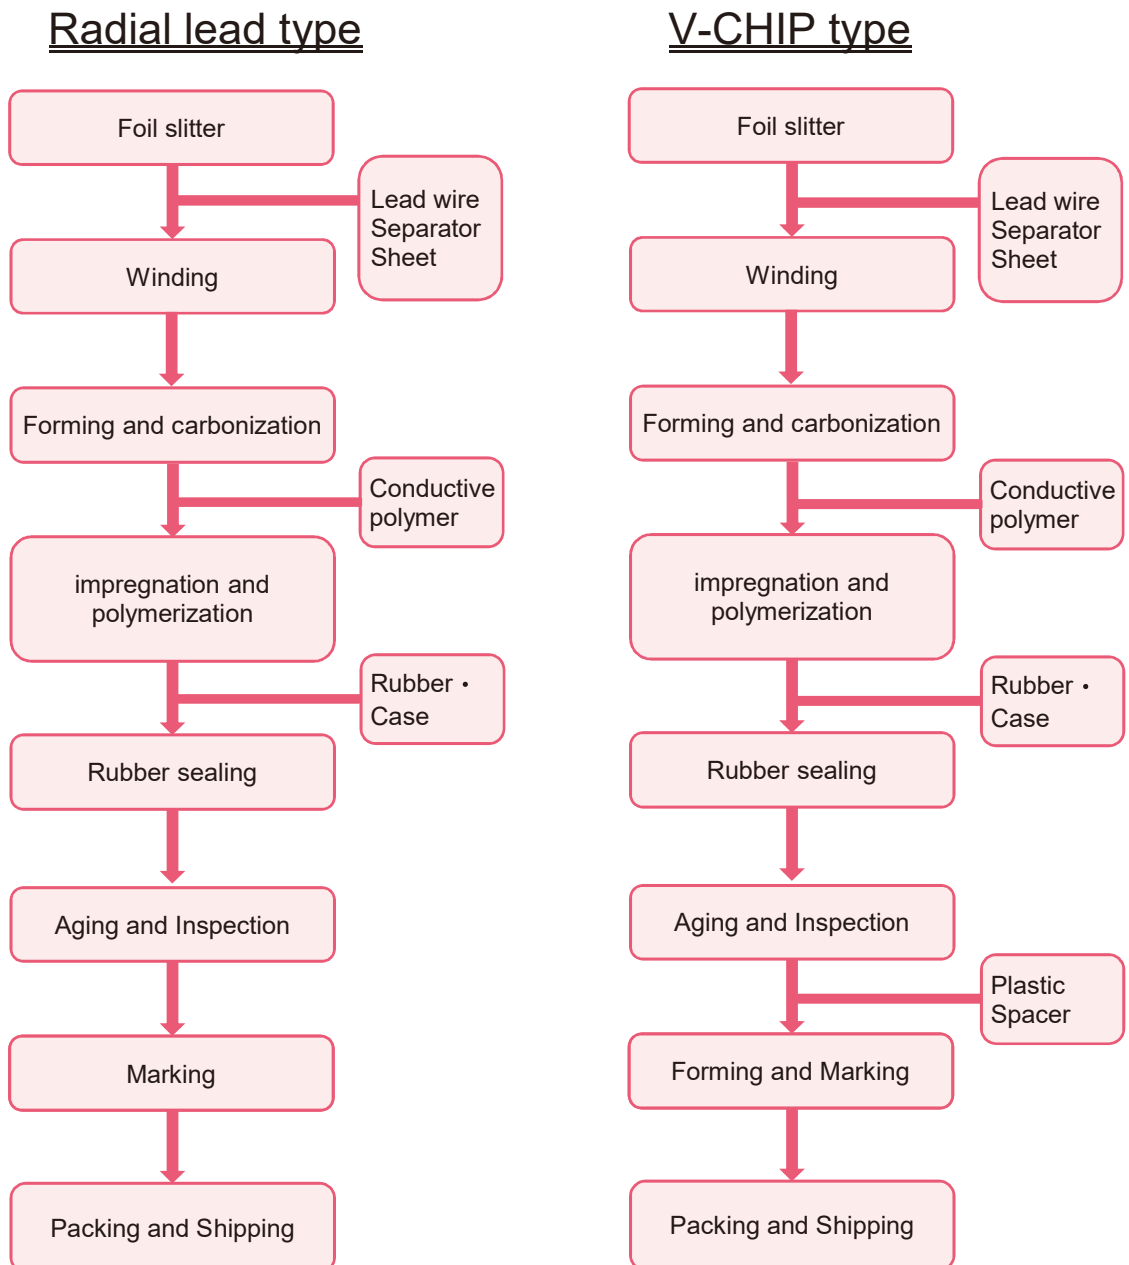 Radial lead type
Foil slitter
Lead wire
Separator
Sheet
Winding
Forming and carbonization
Conductive
polymer
impregnation and
polymerization
Rubber・
Case
Rubber sealing
Aging and Inspection
Marking
Packing and Shipping
V-CHIP type
Foil slitter
Lead wire
Separator
Sheet
Winding
Forming and carbonization
Conductive
polymer
impregnation and
polymerization
Rubber・
Case
Rubber sealing
Aging and Inspection
Plastic
Spacer
Forming and Marking
Packing and Shipping